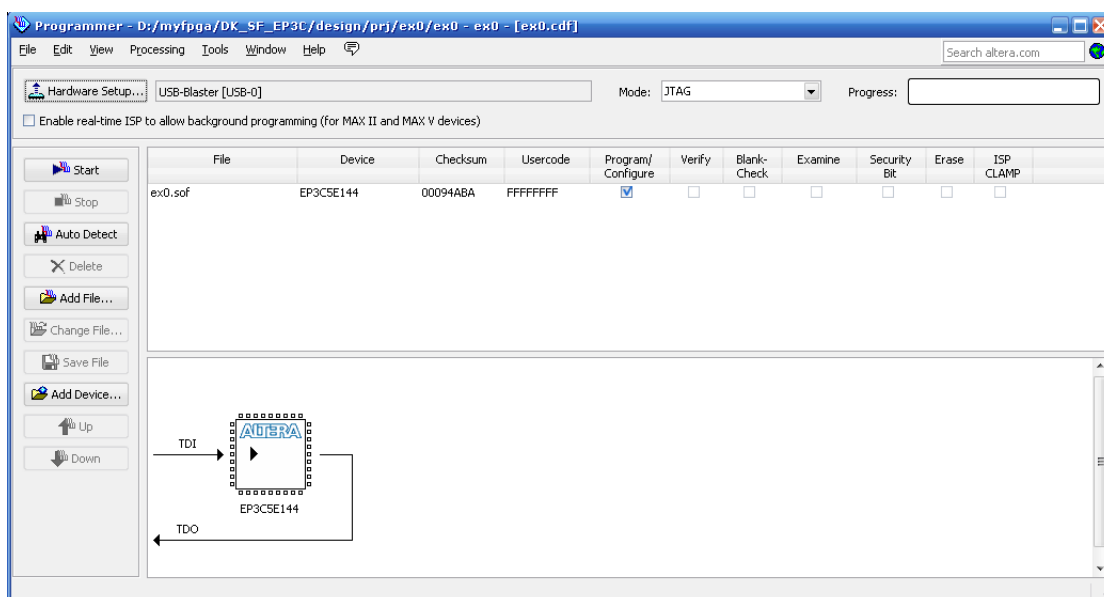 Programmer - D:/myfpga/DK_SF_EP3C/design/prj/ex0/ex0 - ex0 - [ex0.cdf]
File Edit View Processing Tools Window Help
Search altera.com
Hardware Setup... USB-Blaster [USB-0] Mode: JTAG Progress:
Enable real-time ISP to allow background programming (for MAX II and MAX V devices)
File Device Checksum Usercode Program/ Verify Blank- Examine Security Erase ISP
Configure Check Bit CLAMP
ex0.sof EP3C5E144 00094ABA FFFFFFFF
Start
Stop
Auto Detect
Delete
Add File...
Change File...
Save File
Add Device...
Up
Down
ALTERA
TDI
EP3C5E144
TDO